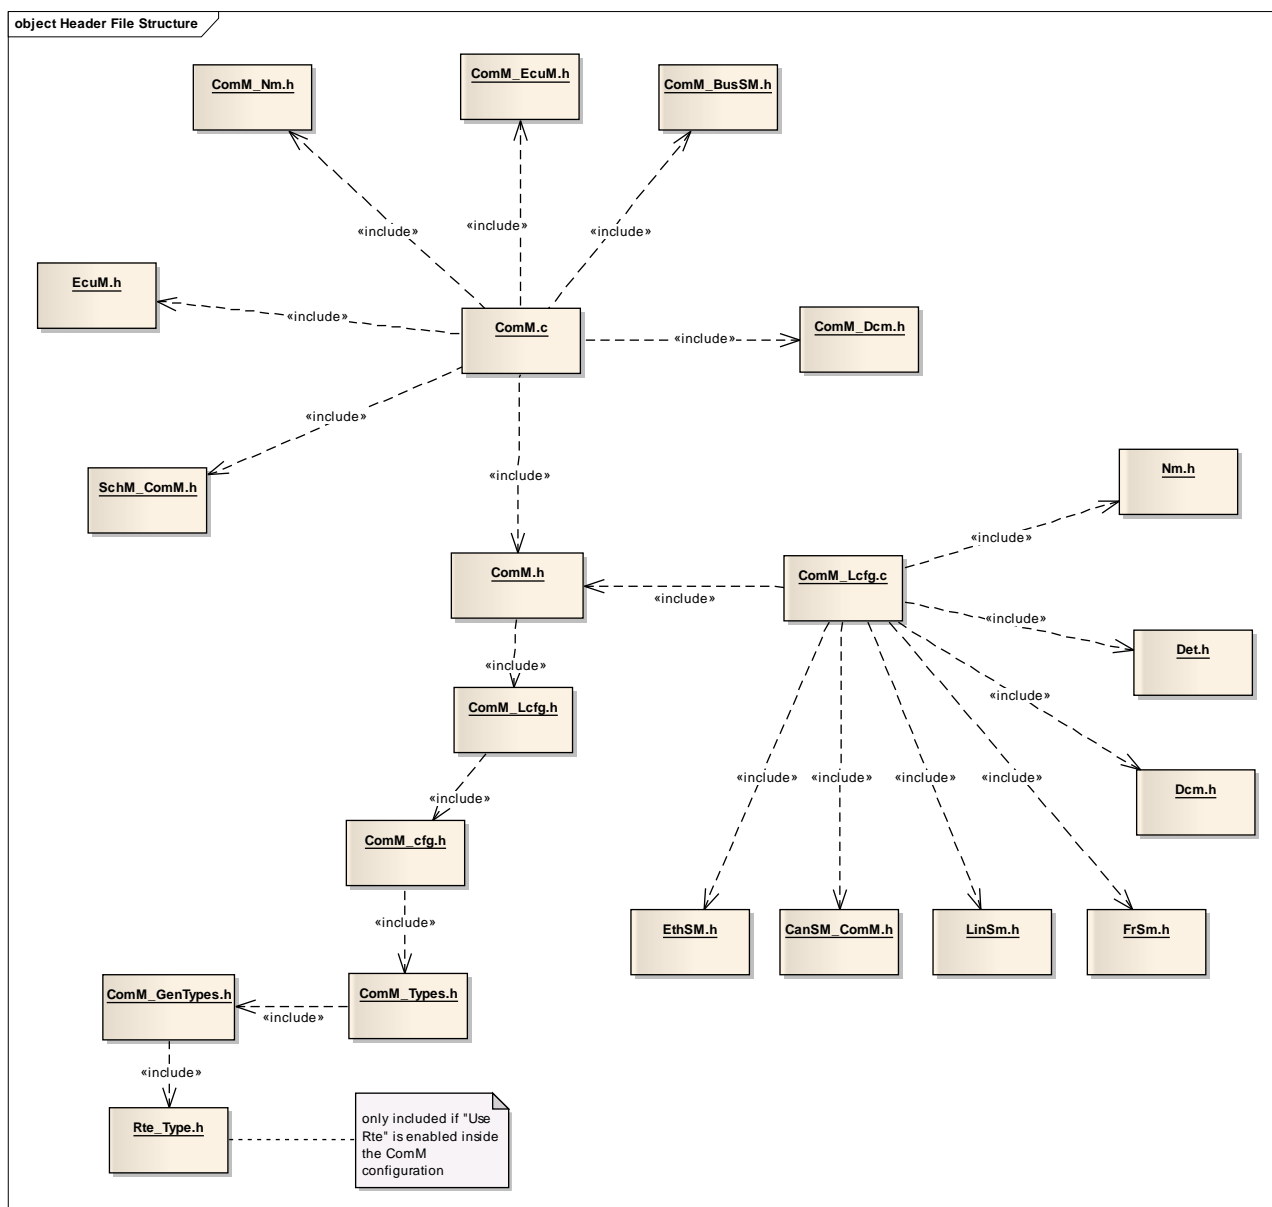 object Header File Structure
ComM_Nm.h
ComM_EcuM.h
ComM_BusSM.h
«include»
«include»
«include»
EcuM.h
«include»
ComM.c
«include»
ComM_Dcm.h
«include»
SchM_ComM.h
«include»
Nm.h
«include»
ComM.h
«include»
ComM_Lcfg.c
«include»
Det.h
«include»
ComM_Lcfg.h
«include»
Dcm.h
«include»
«include»
«include»
«include»
«include»
ComM_cfg.h
«include»
EthSM.h
CanSM_ComM.h
LinSm.h
FrSm.h
ComM_GenTypes.h
«include»
ComM_Types.h
«include»
Rte_Type.h
only included if "Use
Rte" is enabled inside
the ComM
configuration